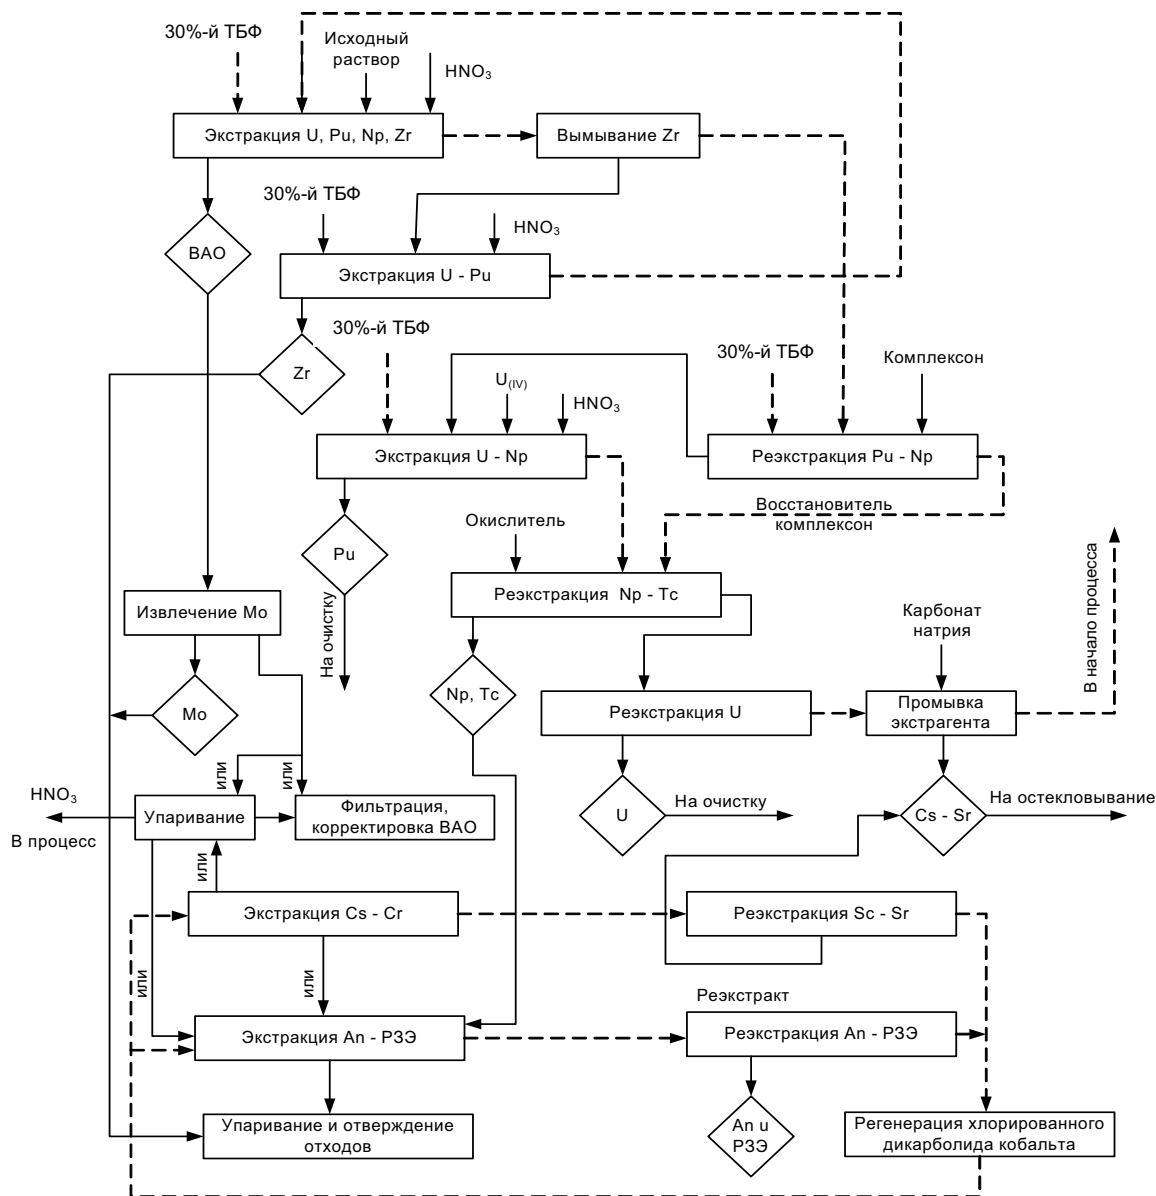 30%-й ТБФ
Исходный
раствор
HNO₃
Экстракция U, Pu, Np, Zr
Вымывание Zr
30%-й ТБФ
HNO₃
ВАО
Экстракция U - Pu
30%-й ТБФ
Zr
U(IV)
HNO₃
30%-й ТБФ
Комплексон
Экстракция U - Np
Реэкстракция Pu - Np
Восстановитель
комплексон
Окислитель
Pu
На очистку
Реэкстракция Np - Tc
В начало процесса
Извлечение Mo
Карбонат
натрия
Mo
Np, Tc
Реэкстракция U
Промывка
экстрагента
или
или
HNO₃
В процесс
Упаривание
Фильтрация,
корректировка ВАО
U
На очистку
Cs - Sr
На остекловывание
или
Экстракция Cs - Cr
Реэкстракция Sc - Sr
или
или
Реэкстракт
Экстракция An - РЗЭ
Реэкстракция An - РЗЭ
Упаривание и отверждение
отходов
An и
РЗЭ
Регенерация хлорированного
дикарболида кобальта